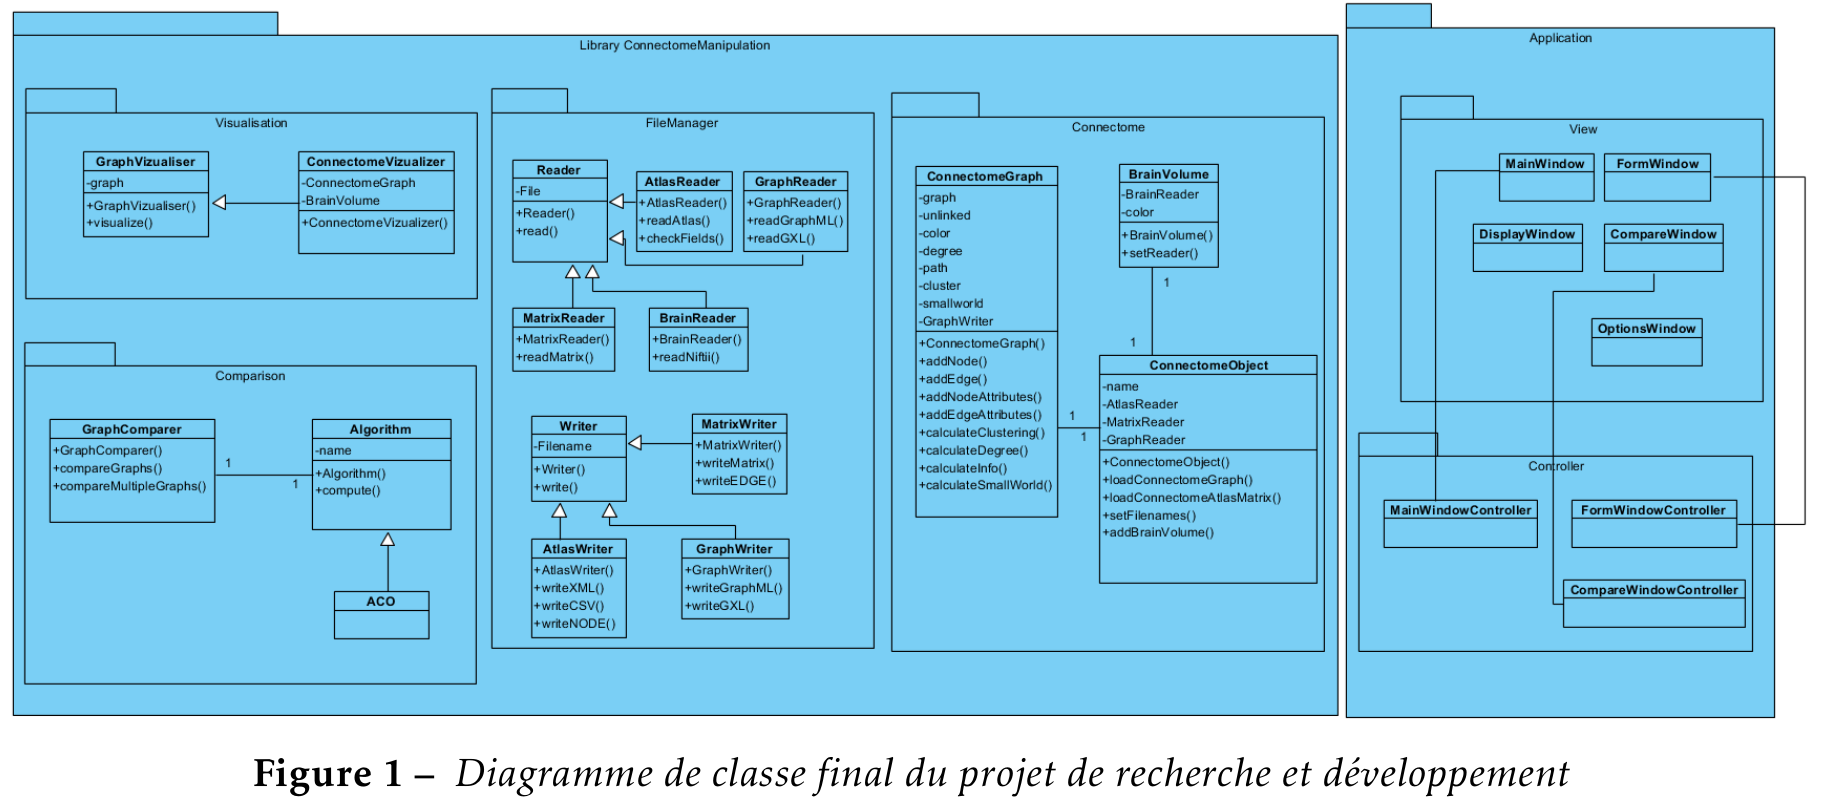 Library ConnectomeManipulation
Visualisation
GraphVizualiser
-graph
+GraphVizualiser()
+visualize()
ConnectomeVizualizer
-ConnectomeGraph
-BrainVolume
+ConnectomeVizualizer()
Comparison
GraphComparer
+GraphComparer()
+compareGraphs()
+compareMultipleGraphs()
1
1
Algorithm
-name
+Algorithm()
+compute()
ACO
FileManager
Reader
-File
+Reader()
+read()
AtlasReader
+AtlasReader()
+readAtlas()
+checkFields()
GraphReader
+GraphReader()
+readGraphML()
+readGXL()
MatrixReader
+MatrixReader()
+readMatrix()
BrainReader
+BrainReader()
+readNiftii()
Writer
-Filename
+Writer()
+write()
MatrixWriter
+MatrixWriter()
+writeMatrix()
+writeEDGE()
AtlasWriter
+AtlasWriter()
+writeXML()
+writeCSV()
+writeNODE()
GraphWriter
+GraphWriter()
+writeGraphML()
+writeGXL()
Connectome
ConnectomeGraph
-graph
-unlinked
-color
-degree
-path
-cluster
-smallworld
-GraphWriter
+ConnectomeGraph()
+addNode()
+addEdge()
+addNodeAttributes()
+addEdgeAttributes()
+calculateClustering()
+calculateDegree()
+calculateInfo()
+calculateSmallWorld()
BrainVolume
-BrainReader
-color
+BrainVolume()
+setReader()
1
1
1
1
ConnectomeObject
-name
-AtlasReader
-MatrixReader
-GraphReader
+ConnectomeObject()
+loadConnectomeGraph()
+loadConnectomeAtlasMatrix()
+setFilenames()
+addBrainVolume()
Application
View
MainWindow
FormWindow
DisplayWindow
CompareWindow
OptionsWindow
Controller
MainWindowController
FormWindowController
CompareWindowController
Figure 1 – Diagramme de classe final du projet de recherche et développement